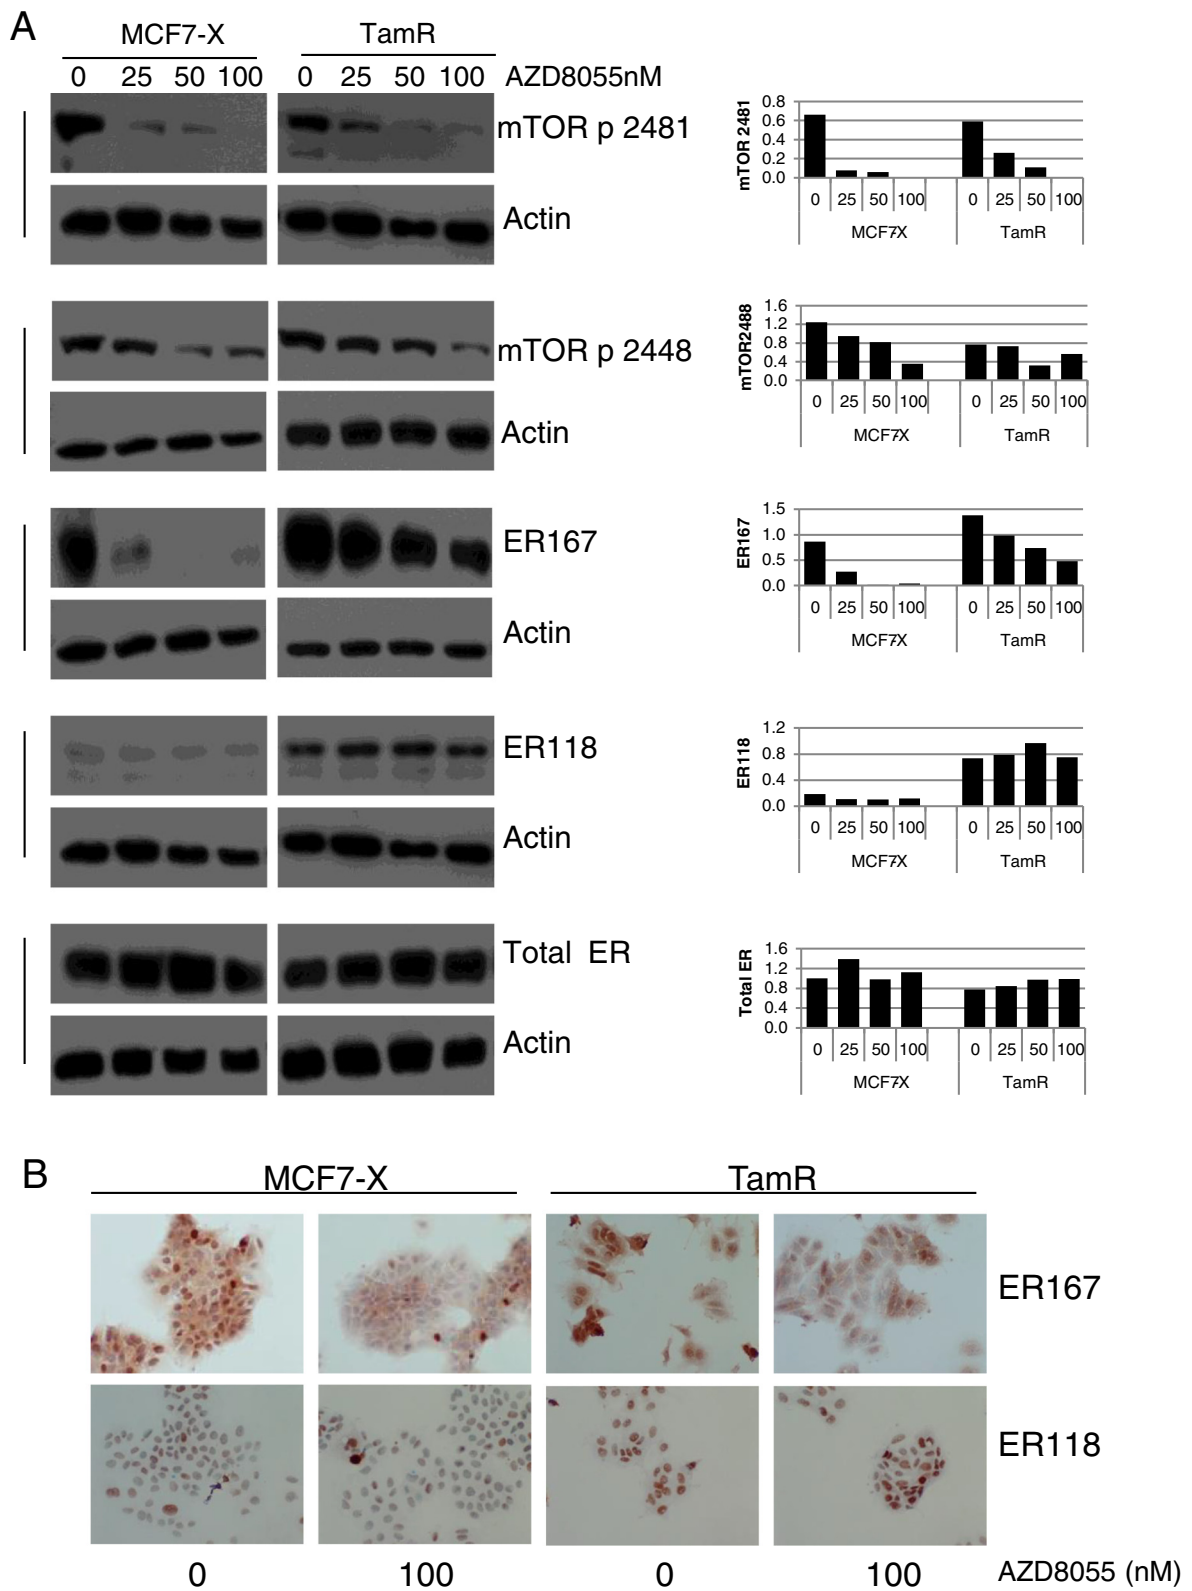 A
MCF7-X TamR
0 25 50 100 0 25 50 100 AZD8055nM
mTOR p 2481
Actin
mTOR 2481
0.8
0.6
0.4
0.2
0.0
0 25 50 100 0 25 50 100
MCF7X TamR
mTOR p 2448
Actin
mTOR2488
1.6
1.2
0.8
0.4
0.0
0 25 50 100 0 25 50 100
MCF7X TamR
ER167
Actin
ER167
1.5
1.0
0.5
0.0
0 25 50 100 0 25 50 100
MCF7X TamR
ER118
Actin
ER118
1.2
0.8
0.4
0.0
0 25 50 100 0 25 50 100
MCF7X TamR
Total ER
Actin
Total ER
1.6
1.2
0.8
0.4
0.0
0 25 50 100 0 25 50 100
MCF7X TamR
B
MCF7-X TamR
ER167
ER118
0 100 0 100 AZD8055 (nM)